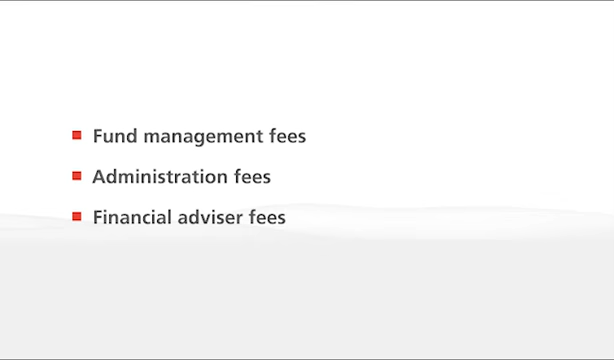 Fund management fees
Administration fees
Financial adviser fees